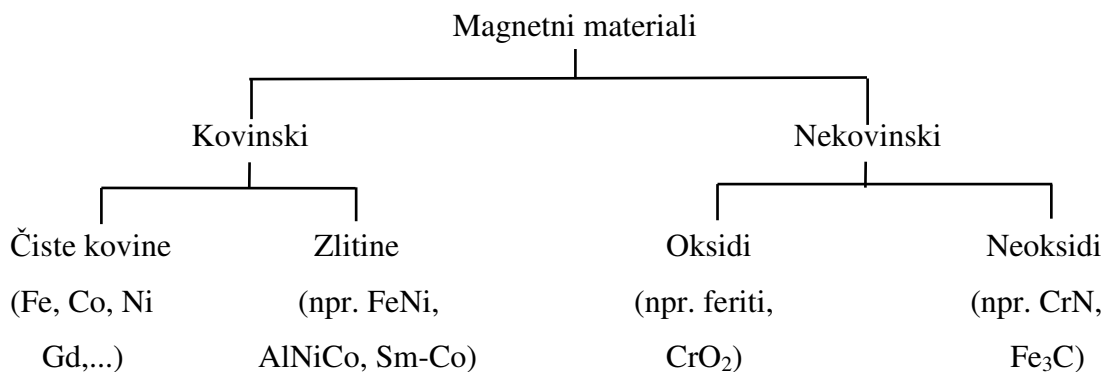 Magnetni materiali
Kovinski
Nekovinski
Čiste kovine
(Fe, Co, Ni
Gd,...)
Zlitine
(npr. FeNi,
AlNiCo, Sm-Co)
Oksidi
(npr. feriti,
CrO₂)
Neoksidi
(npr. CrN,
Fe₃C)